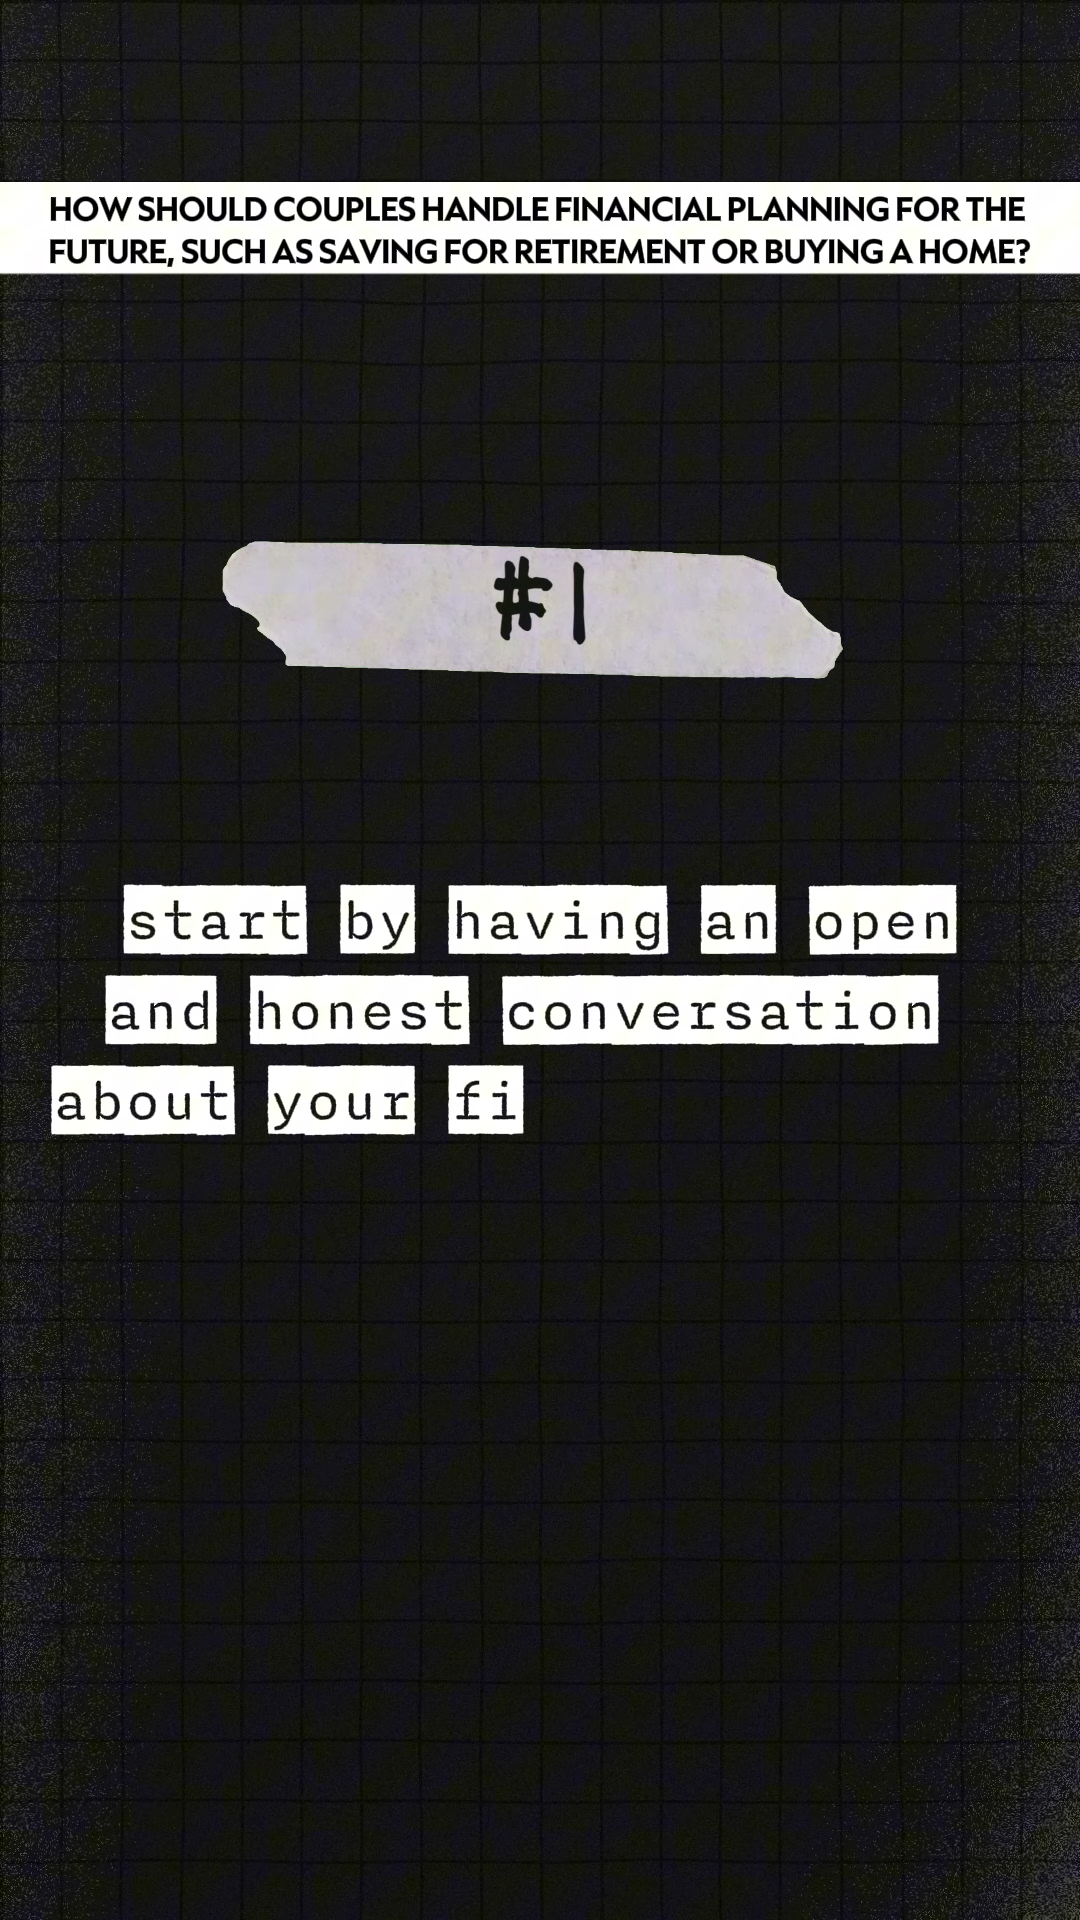 HOW SHOULD COUPLES HANDLE FINANCIAL PLANNING FOR THE
FUTURE, SUCH AS SAVING FOR RETIREMENT OR BUYING A HOME?
#1
start by having an open
and honest conversation
about your fi